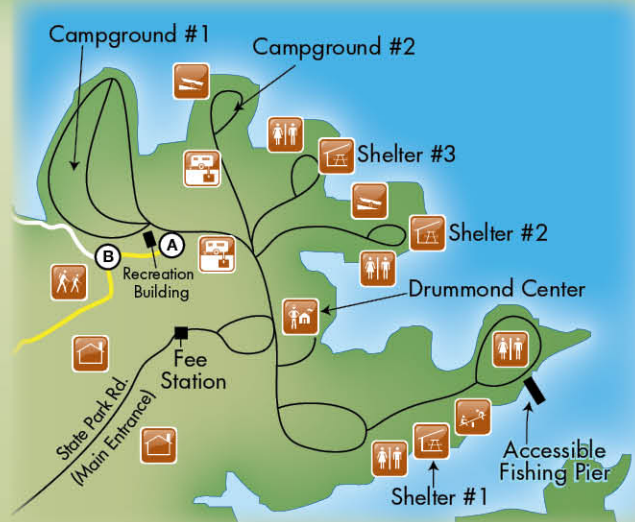 Campground #1
Campground #2
Shelter #3
Shelter #2
A
B
Recreation
Building
Drummond Center
Fee
Station
State Park Rd.
(Main Entrance)
Accessible
Fishing Pier
Shelter #1